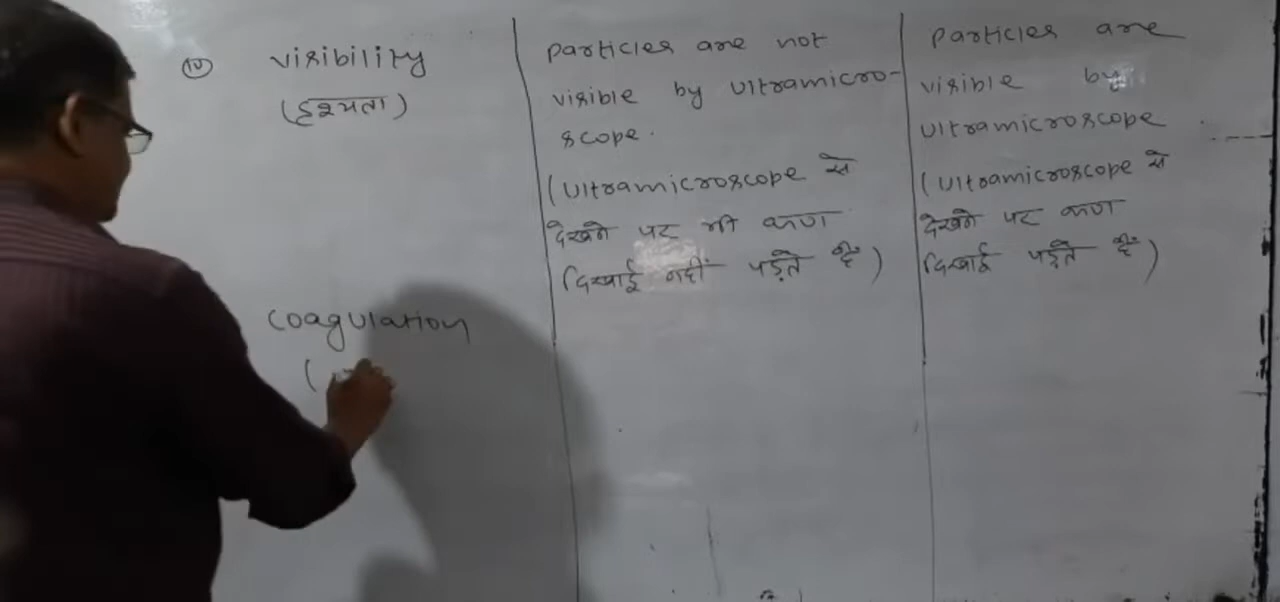 (iv) Visibility
(दृश्यता)
Particles are not
visible by Ultramicro-
scope.
(Ultramicroscope से
देखने पर भी कण
दिखाई नहीं पड़ते हैं)
Particles are
visible by
Ultramicroscope
(Ultramicroscope से
देखने पर कण
दिखाई पड़ते हैं)
Coagulation
(